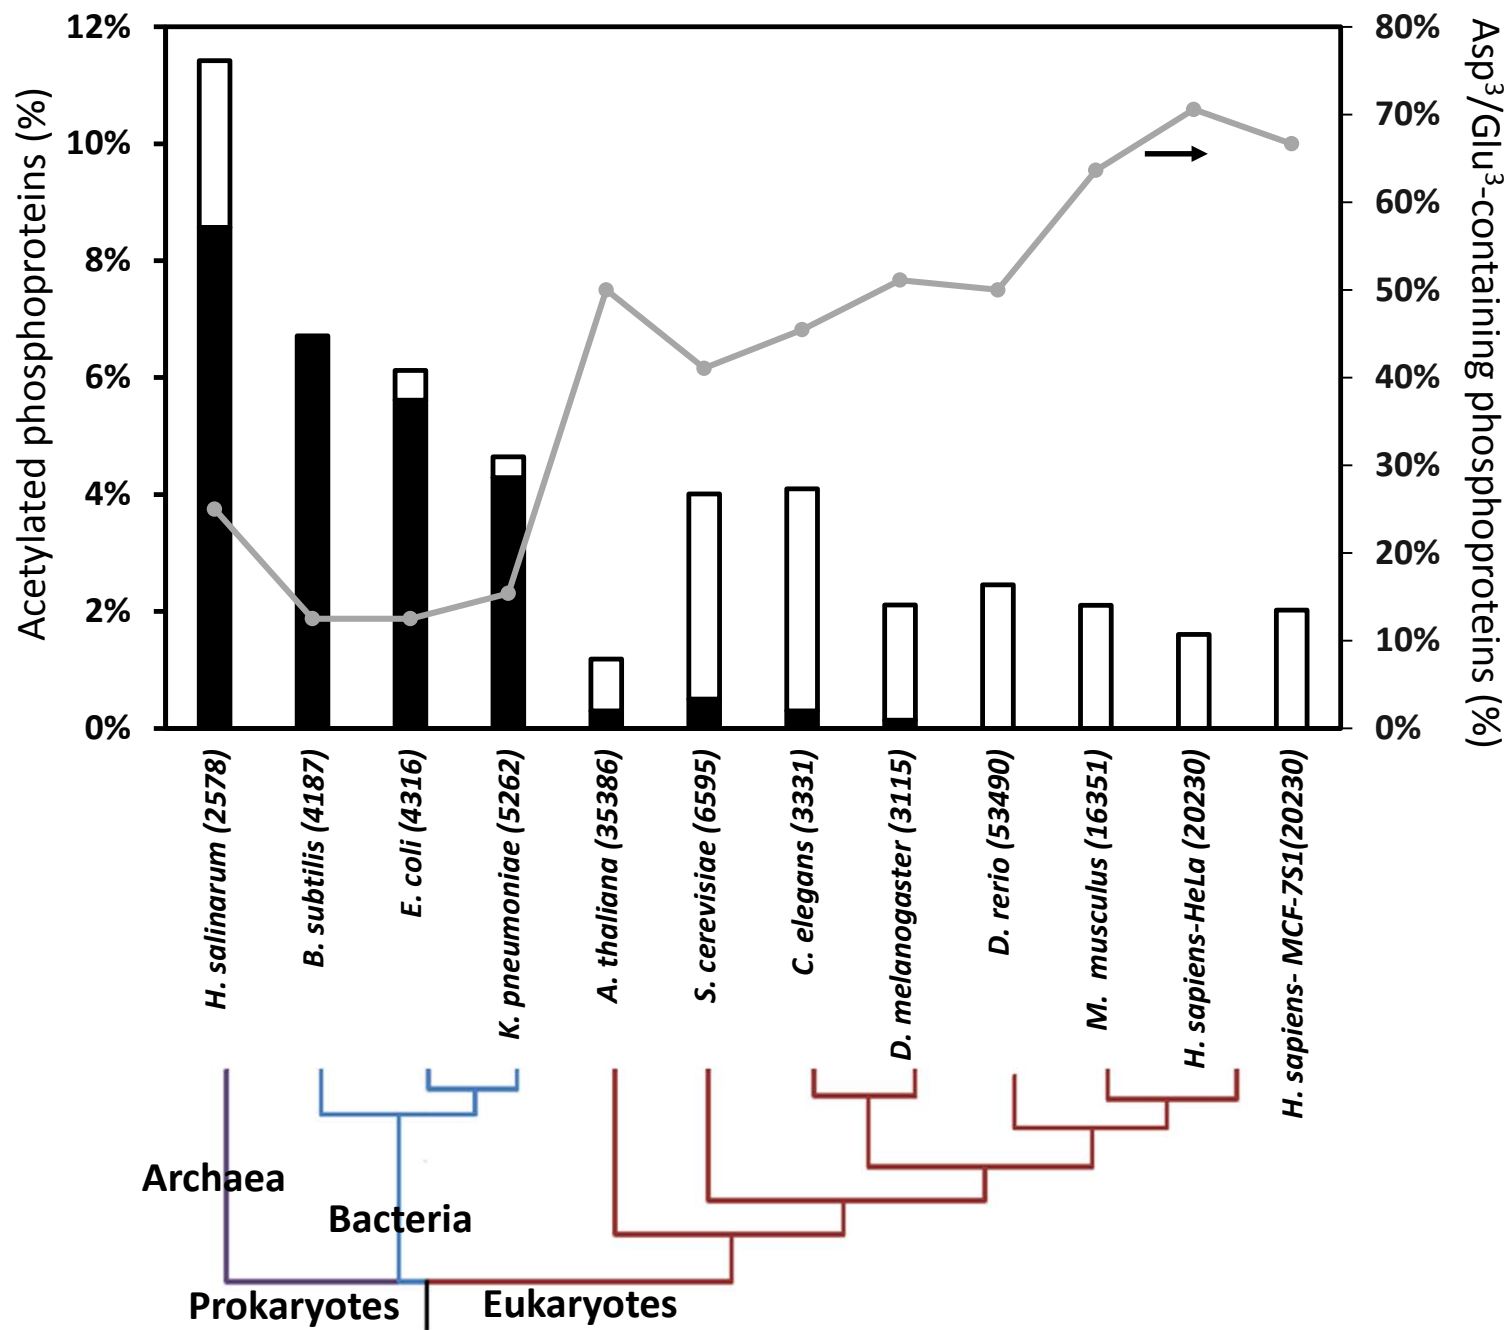 Acetylated phosphoproteins (%)
12%
10%
8%
6%
4%
2%
0%
80%
70%
60%
50%
40%
30%
20%
10%
0%
Asp³/Glu³-containing phosphoproteins (%)
H. salinarum (2578)
B. subtilis (4187)
E. coli (4316)
K. pneumoniae (5262)
A. thaliana (35386)
S. cerevisiae (6595)
C. elegans (3331)
D. melanogaster (3115)
D. rerio (53490)
M. musculus (16351)
H. sapiens-HeLa (20230)
H. sapiens- MCF-7S1(20230)
Archaea
Bacteria
Prokaryotes
Eukaryotes